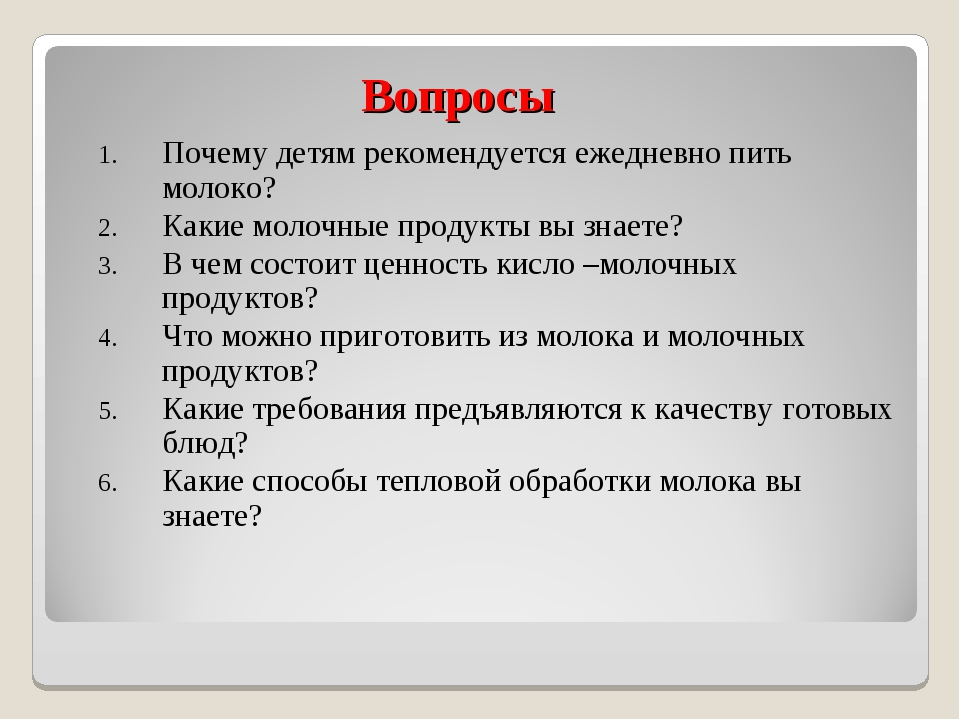 Вопросы
1. Почему детям рекомендуется ежедневно пить
молоко?
2. Какие молочные продукты вы знаете?
3. В чем состоит ценность кисло –молочных
продуктов?
4. Что можно приготовить из молока и молочных
продуктов?
5. Какие требования предъявляются к качеству готовых
блюд?
6. Какие способы тепловой обработки молока вы
знаете?